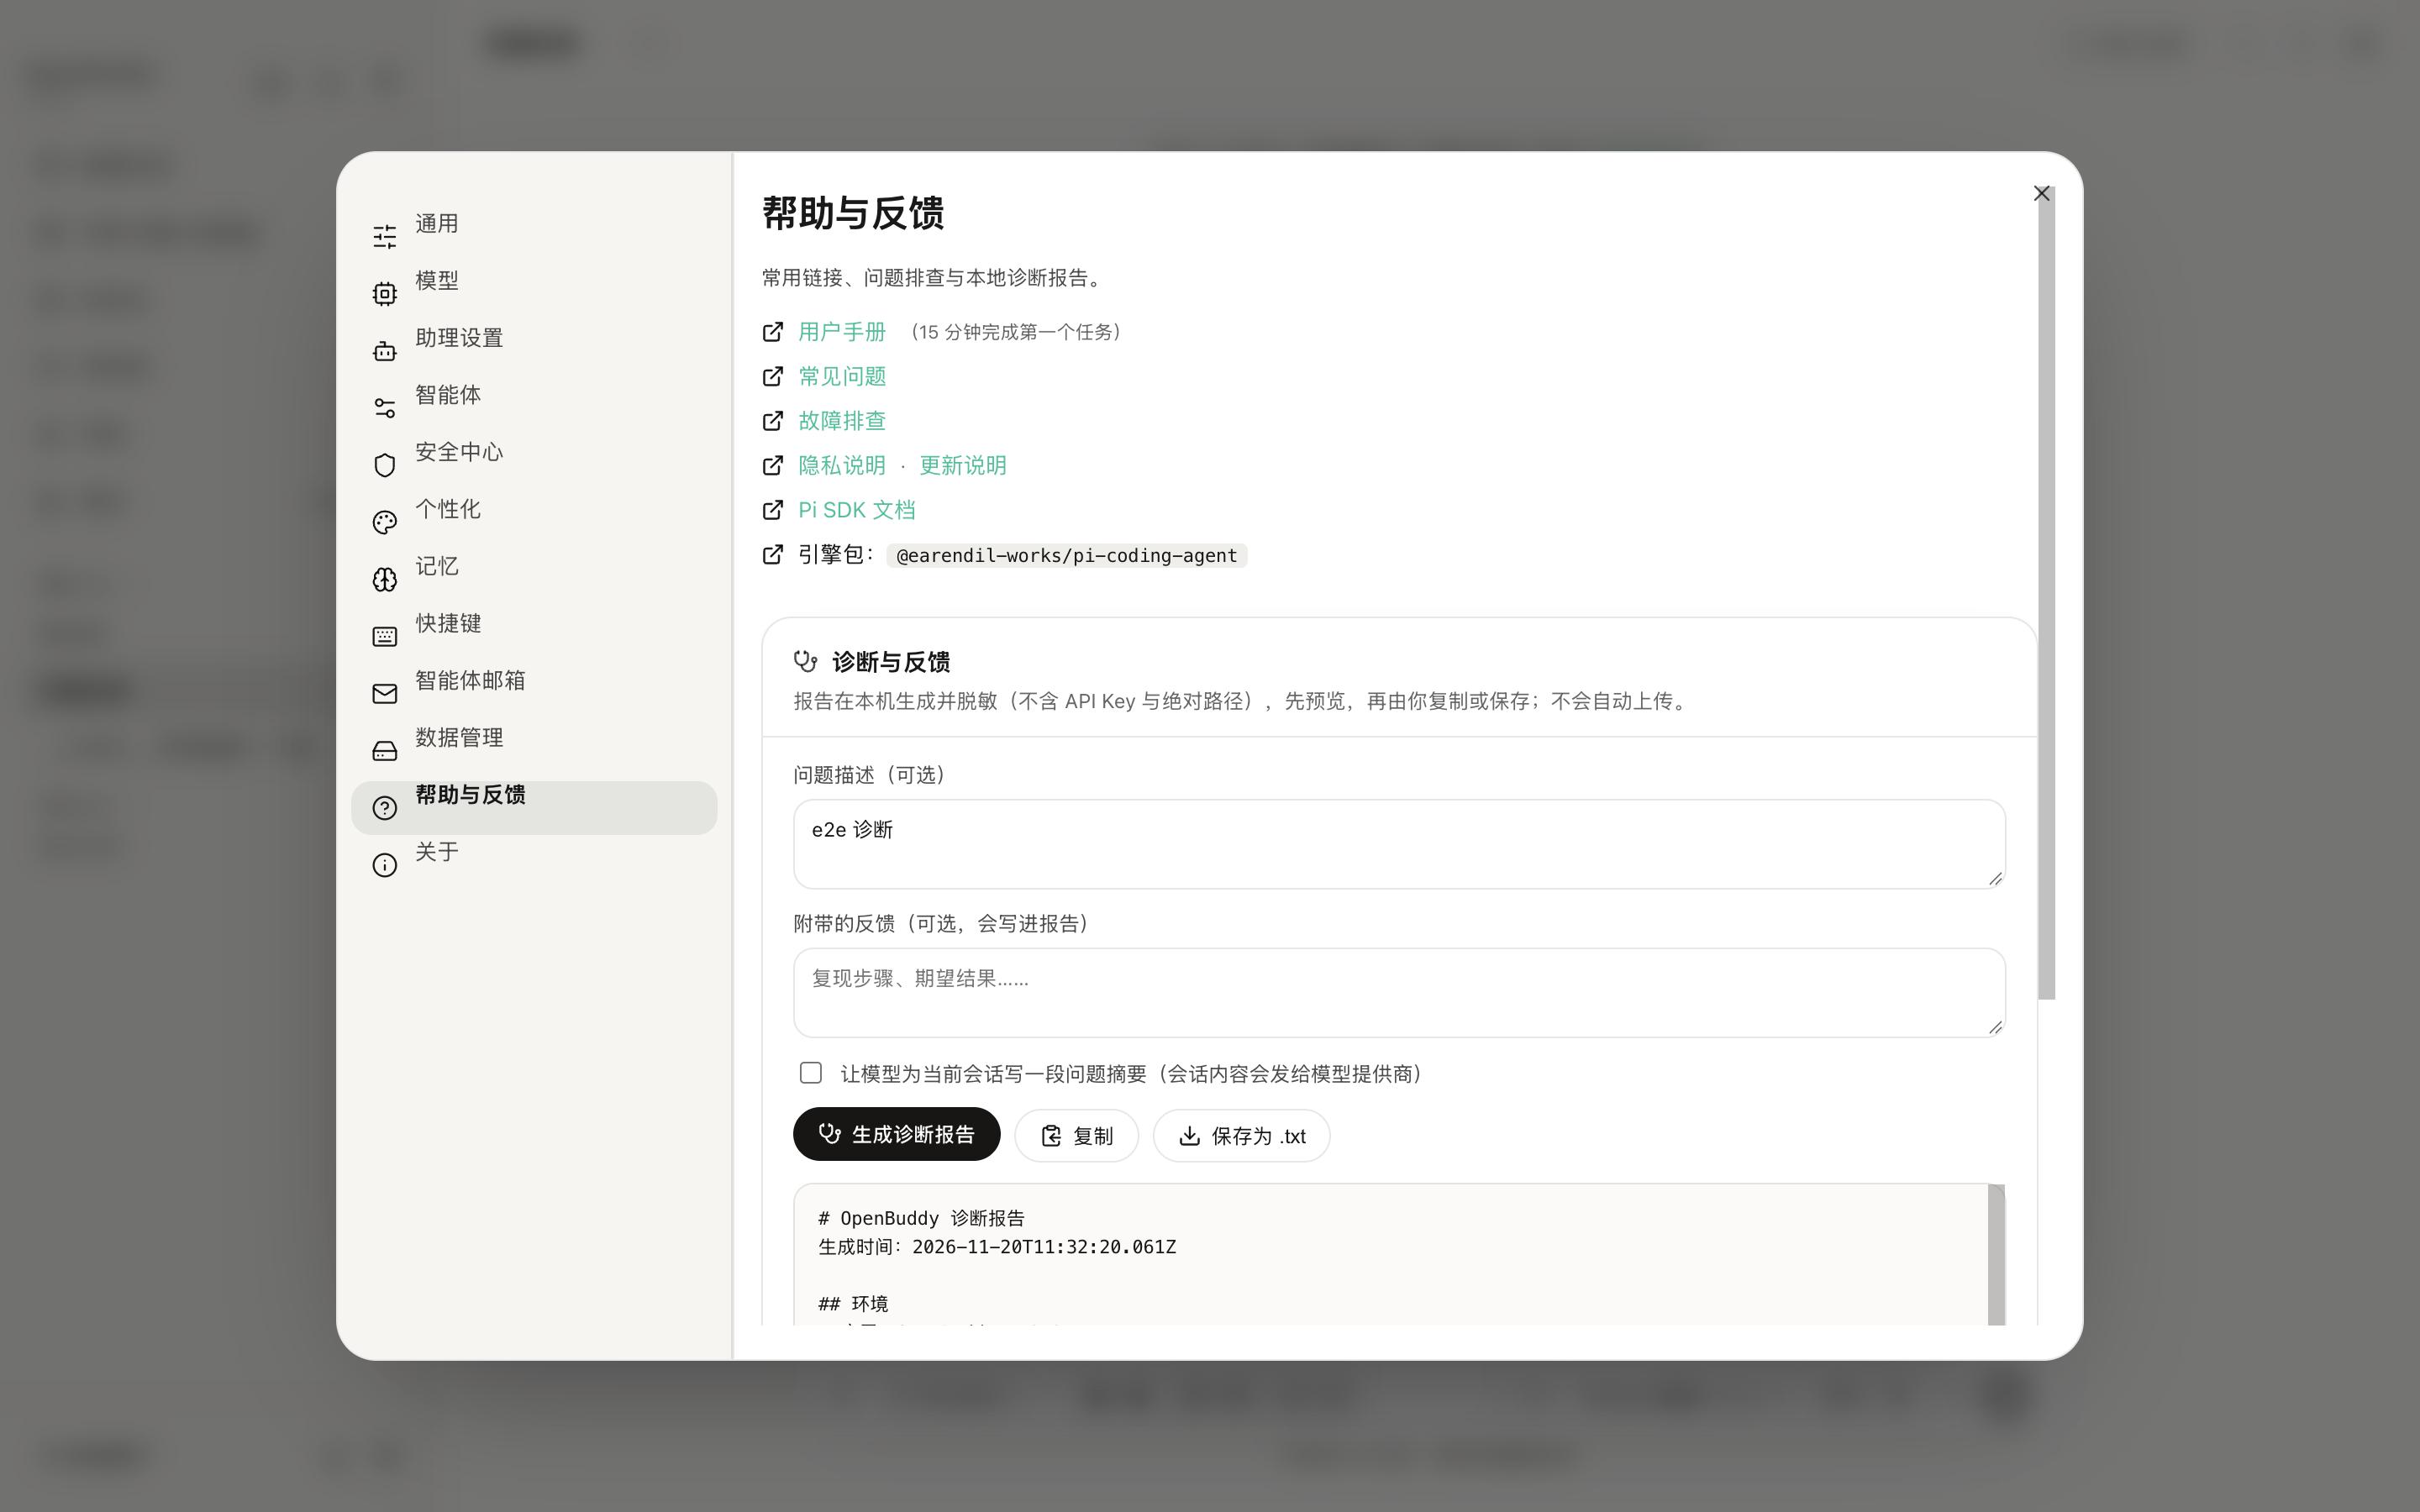 通用
模型
助理设置
智能体
安全中心
个性化
记忆
快捷键
智能体邮箱
数据管理
帮助与反馈
关于
帮助与反馈
常用链接、问题排查与本地诊断报告。
用户手册 (15 分钟完成第一个任务)
常见问题
故障排查
隐私说明 · 更新说明
Pi SDK 文档
引擎包： @earendil-works/pi-coding-agent
诊断与反馈
报告在本机生成并脱敏（不含 API Key 与绝对路径），先预览，再由你复制或保存；不会自动上传。
问题描述（可选）
e2e 诊断
附带的反馈（可选，会写进报告）
复现步骤、期望结果……
让模型为当前会话写一段问题摘要（会话内容会发给模型提供商）
生成诊断报告 复制 保存为 .txt
# OpenBuddy 诊断报告
生成时间：2026-11-20T11:32:20.061Z
## 环境